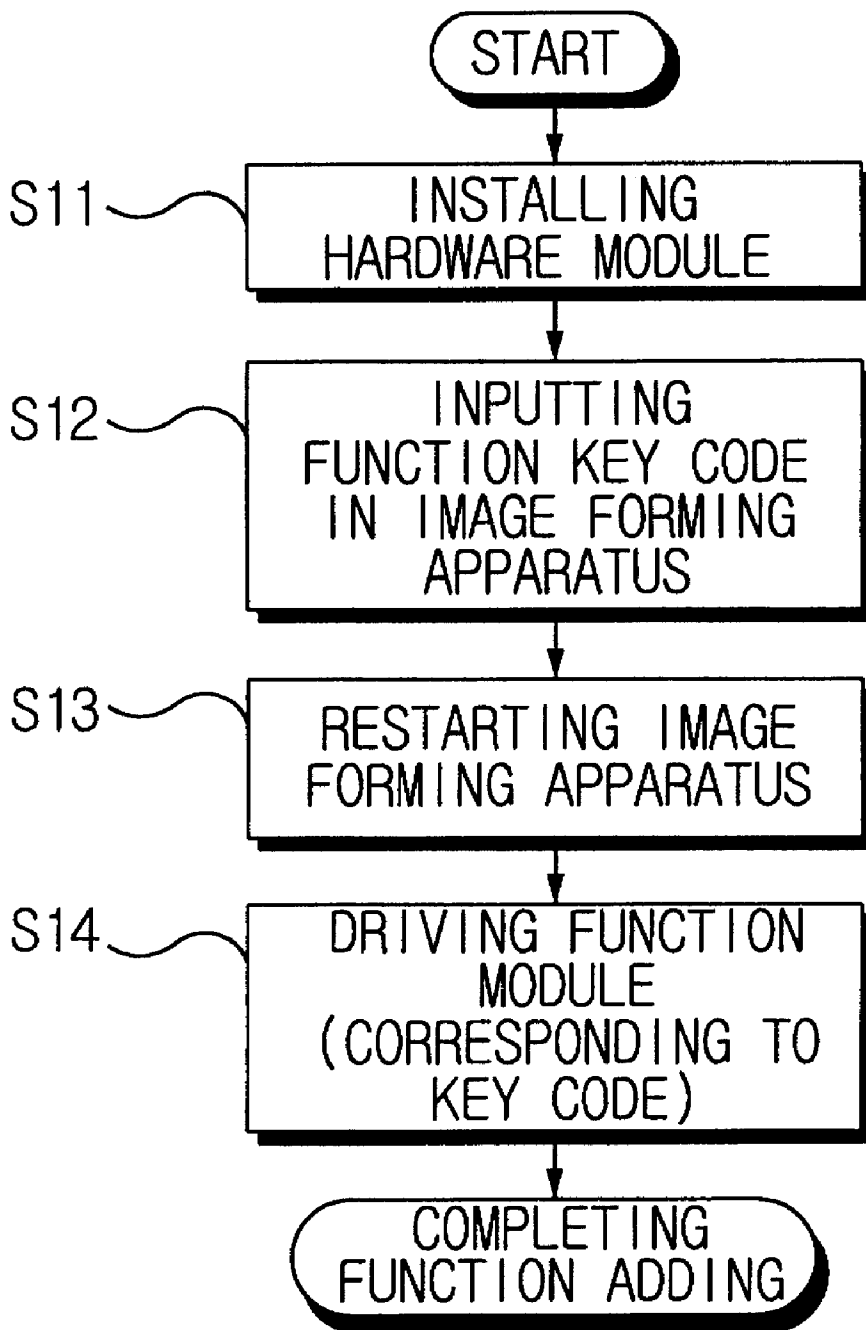 START
S11
INSTALLING
HARDWARE MODULE
S12
INPUTTING
FUNCTION KEY CODE
IN IMAGE FORMING
APPARATUS
S13
RESTARTING IMAGE
FORMING APPARATUS
S14
DRIVING FUNCTION
MODULE
(CORRESPONDING TO
KEY CODE)
COMPLETING
FUNCTION ADDING